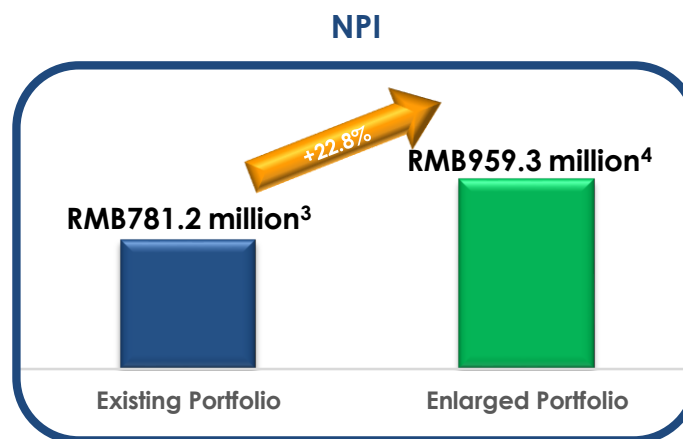 NPI
+22.8%
RMB959.3 million⁴
RMB781.2 million³
Existing Portfolio
Enlarged Portfolio